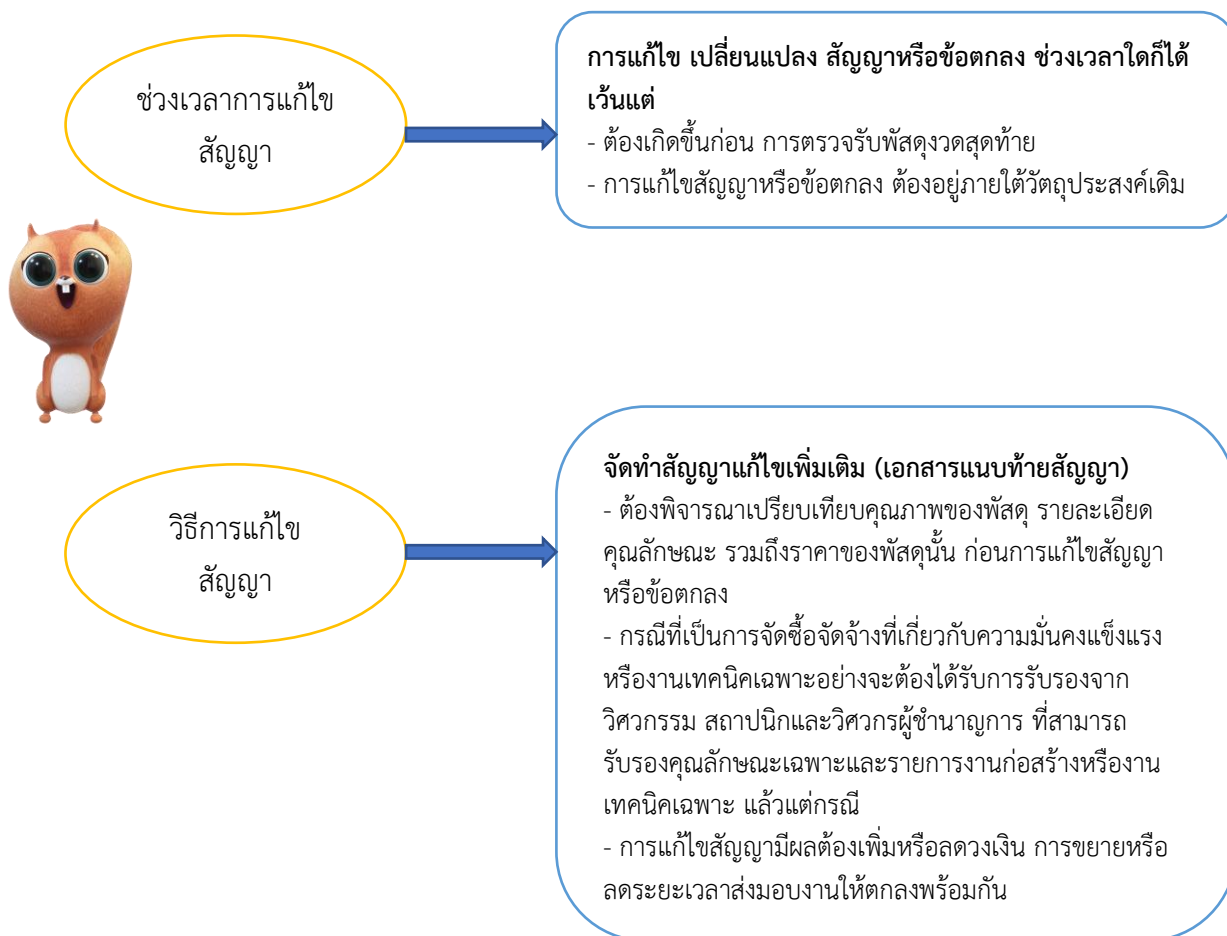 ช่วงเวลาการแก้ไข
สัญญา
การแก้ไข เปลี่ยนแปลง สัญญาหรือข้อตกลง ช่วงเวลาใดก็ได้
เว้นแต่
- ต้องเกิดขึ้นก่อน การตรวจรับพัสดุงวดสุดท้าย
- การแก้ไขสัญญาหรือข้อตกลง ต้องอยู่ภายใต้วัตถุประสงค์เดิม
วิธีการแก้ไข
สัญญา
จัดทำสัญญาแก้ไขเพิ่มเติม (เอกสารแนบท้ายสัญญา)
- ต้องพิจารณาเปรียบเทียบคุณภาพของพัสดุ รายละเอียด
คุณลักษณะ รวมถึงราคาของพัสดุนั้น ก่อนการแก้ไขสัญญา
หรือข้อตกลง
- กรณีที่เป็นการจัดซื้อจัดจ้างที่เกี่ยวกับความมั่นคงแข็งแรง
หรืองานเทคนิคเฉพาะอย่างจะต้องได้รับการรับรองจาก
วิศวกรรม สถาปนิกและวิศวกรผู้ชำนาญการ ที่สามารถ
รับรองคุณลักษณะเฉพาะและรายการงานก่อสร้างหรืองาน
เทคนิคเฉพาะ แล้วแต่กรณี
- การแก้ไขสัญญามีผลต้องเพิ่มหรือลดวงเงิน การขยายหรือ
ลดระยะเวลาส่งมอบงานให้ตกลงพร้อมกัน